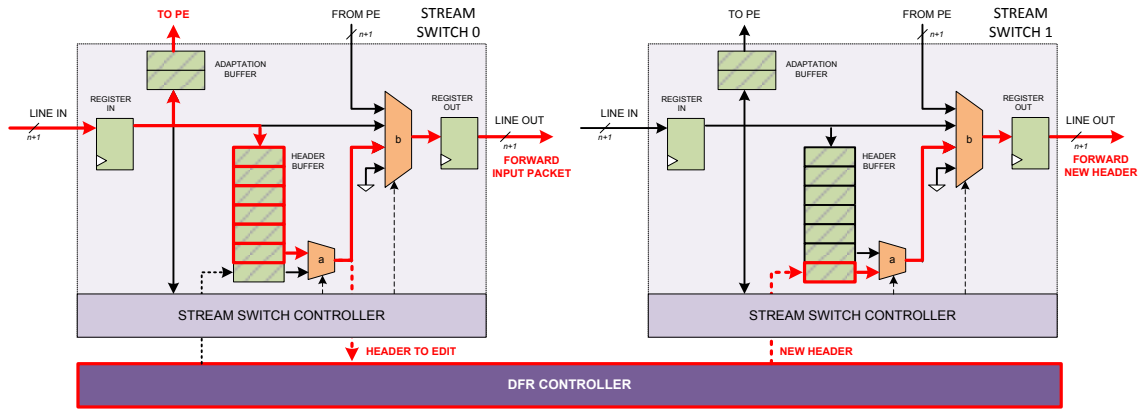 TO PE
FROM PE
n+1
STREAM
SWITCH 0
ADAPTATION
BUFFER
LINE IN
n+1
REGISTER
IN
REGISTER
OUT
b
LINE OUT
n+1
FORWARD
INPUT PACKET
HEADER
BUFFER
a
STREAM SWITCH CONTROLLER
HEADER TO EDIT
TO PE
FROM PE
n+1
STREAM
SWITCH 1
ADAPTATION
BUFFER
LINE IN
n+1
REGISTER
IN
REGISTER
OUT
b
LINE OUT
n+1
FORWARD
NEW HEADER
HEADER
BUFFER
a
STREAM SWITCH CONTROLLER
NEW HEADER
DFR CONTROLLER